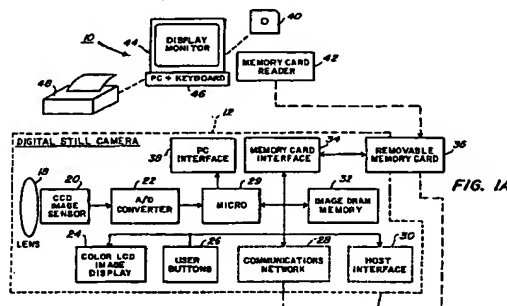 10
44
DISPLAY
MONITOR
40
42
MEMORY CARD
READER
48
PC + KEYBOARD
46
12
DIGITAL STILL CAMERA
38
PC
INTERFACE
MEMORY CARD
INTERFACE
34
REMOVABLE
MEMORY CARD
36
FIG. 1A
18
LENS
20
CCD
IMAGE
SENSOR
22
A/D
CONVERTER
29
MICRO
32
IMAGE DRAM
MEMORY
24
COLOR LCD
IMAGE
DISPLAY
26
USER
BUTTONS
28
COMMUNICATIONS
NETWORK
30
HOST
INTERFACE